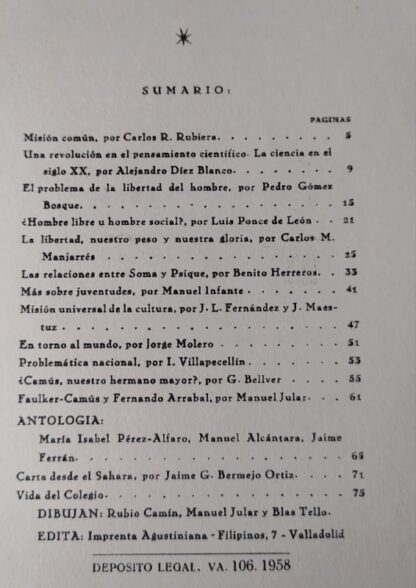 SUMARIO:
PAGINAS
Misión común, por Carlos R. Rubiera. . . . . . . . . 5
Una revolución en el pensamiento científico- La ciencia en el
siglo XX, por Alejandro Díez Blanco. . . . . . . . 9
El problema de la libertad del hombre, por Pedro Gómez
Bosque. . . . . . . . . . . . . . . 15
¿Hombre libre u hombre social?, por Luis Ponce de León. . 21
La libertad, nuestro peso y nuestra gloria, por Carlos M.
Manjarrés . . . . . . . . . . . . . . 25
Las relaciones entre Soma y Psique, por Benito Herreros. . 33
Más sobre juventudes, por Manuel Infante . . . . . . 41
Misión universal de la cultura, por J. L. Fernández y J. Maes-
tuz . . . . . . . . . . . . . . . . 47
En torno al mundo, por Jorge Molero . . . . . . . . 51
Problemática nacional, por I. Villapecellín. . . . . . . 53
¿Camús, nuestro hermano mayor?, por G. Bellver . . . . 55
Faulker-Camús y Fernando Arrabal, por Manuel Jular. . . 61
ANTOLOGIA:
María Isabel Pérez-Alfaro, Manuel Alcántara, Jaime
Ferrán. . . . . . . . . . . . . . . 65
Carta desde el Sahara, por Jaime G. Bermejo Ortiz. . . . 71
Vida del Colegio. . . . . . . . . . . . . . 75
DIBUJAN: Rubio Camín, Manuel Jular y Blas Tello.
EDITA: Imprenta Agustiniana - Filipinos, 7 - Valladolid
DEPOSITO LEGAL. VA. 106. 1958